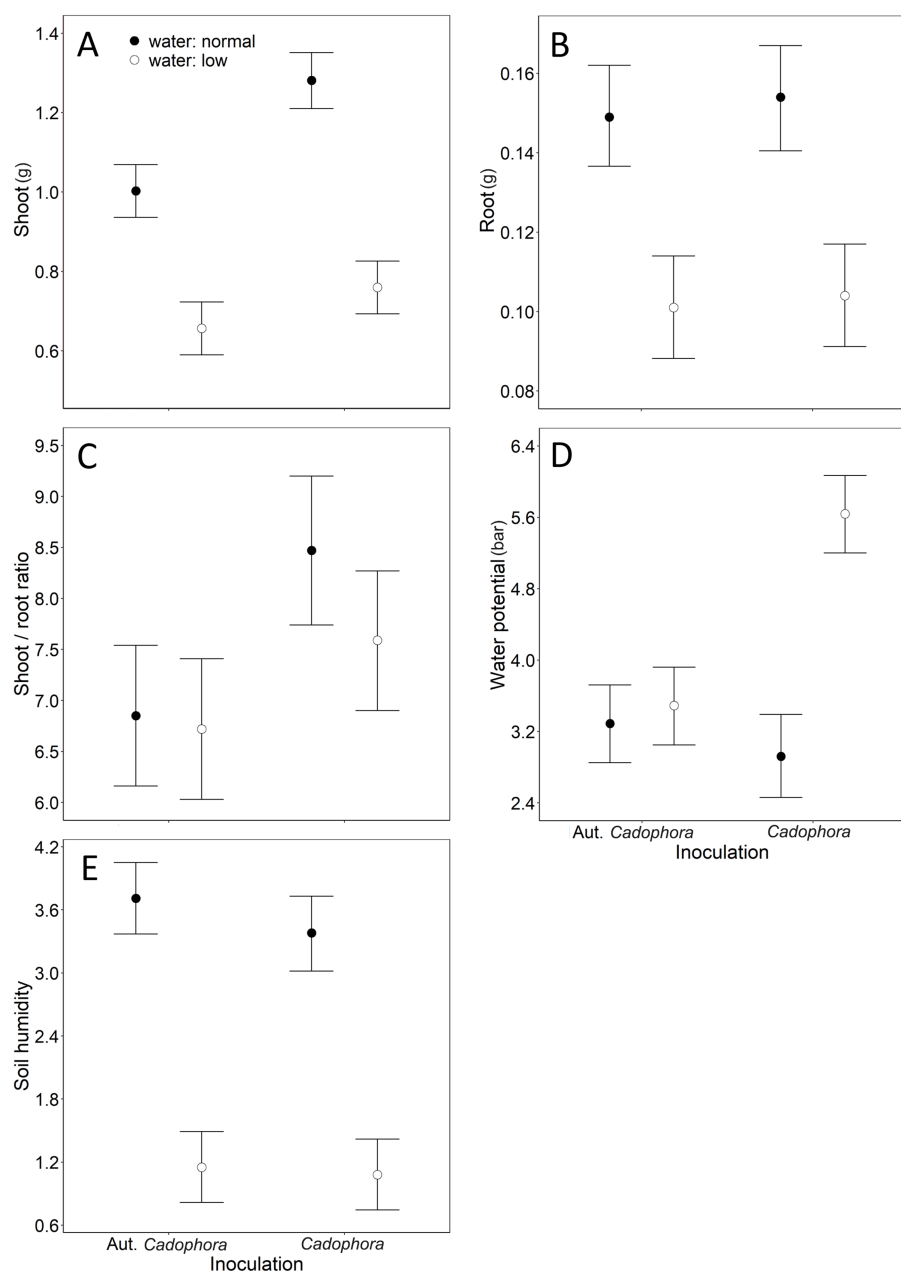 A
water: normal
water: low
Shoot (g)
1.4
1.2
1.0
0.8
0.6
B
Root (g)
0.16
0.14
0.12
0.10
0.08
C
Shoot / root ratio
9.5
9.0
8.5
8.0
7.5
7.0
6.5
6.0
D
Water potential (bar)
6.4
5.6
4.8
4.0
3.2
2.4
Aut. Cadophora
Cadophora
Inoculation
E
Soil humidity
4.2
3.6
3.0
2.4
1.8
1.2
0.6
Aut. Cadophora
Cadophora
Inoculation